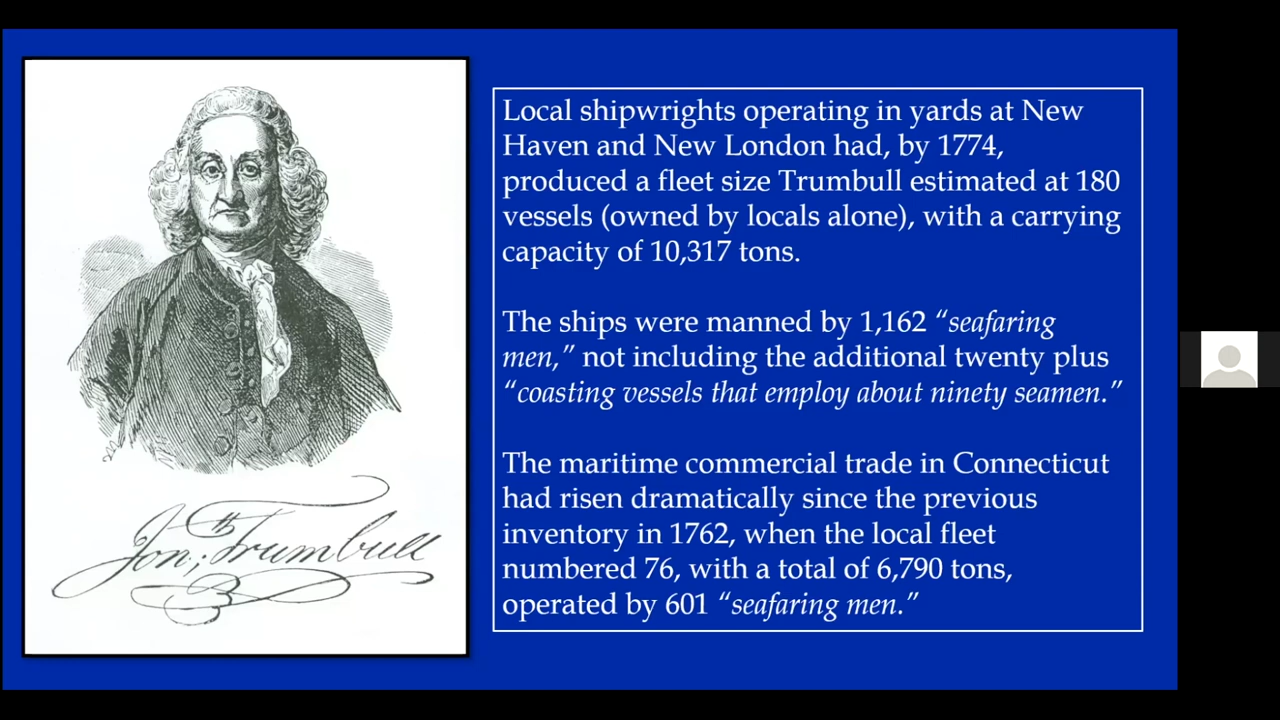 Local shipwrights operating in yards at New
Haven and New London had, by 1774,
produced a fleet size Trumbull estimated at 180
vessels (owned by locals alone), with a carrying
capacity of 10,317 tons.
The ships were manned by 1,162 “seafaring
men,” not including the additional twenty plus
“coasting vessels that employ about ninety seamen.”
The maritime commercial trade in Connecticut
had risen dramatically since the previous
inventory in 1762, when the local fleet
numbered 76, with a total of 6,790 tons,
operated by 601 “seafaring men.”
Jonth; Trumbull